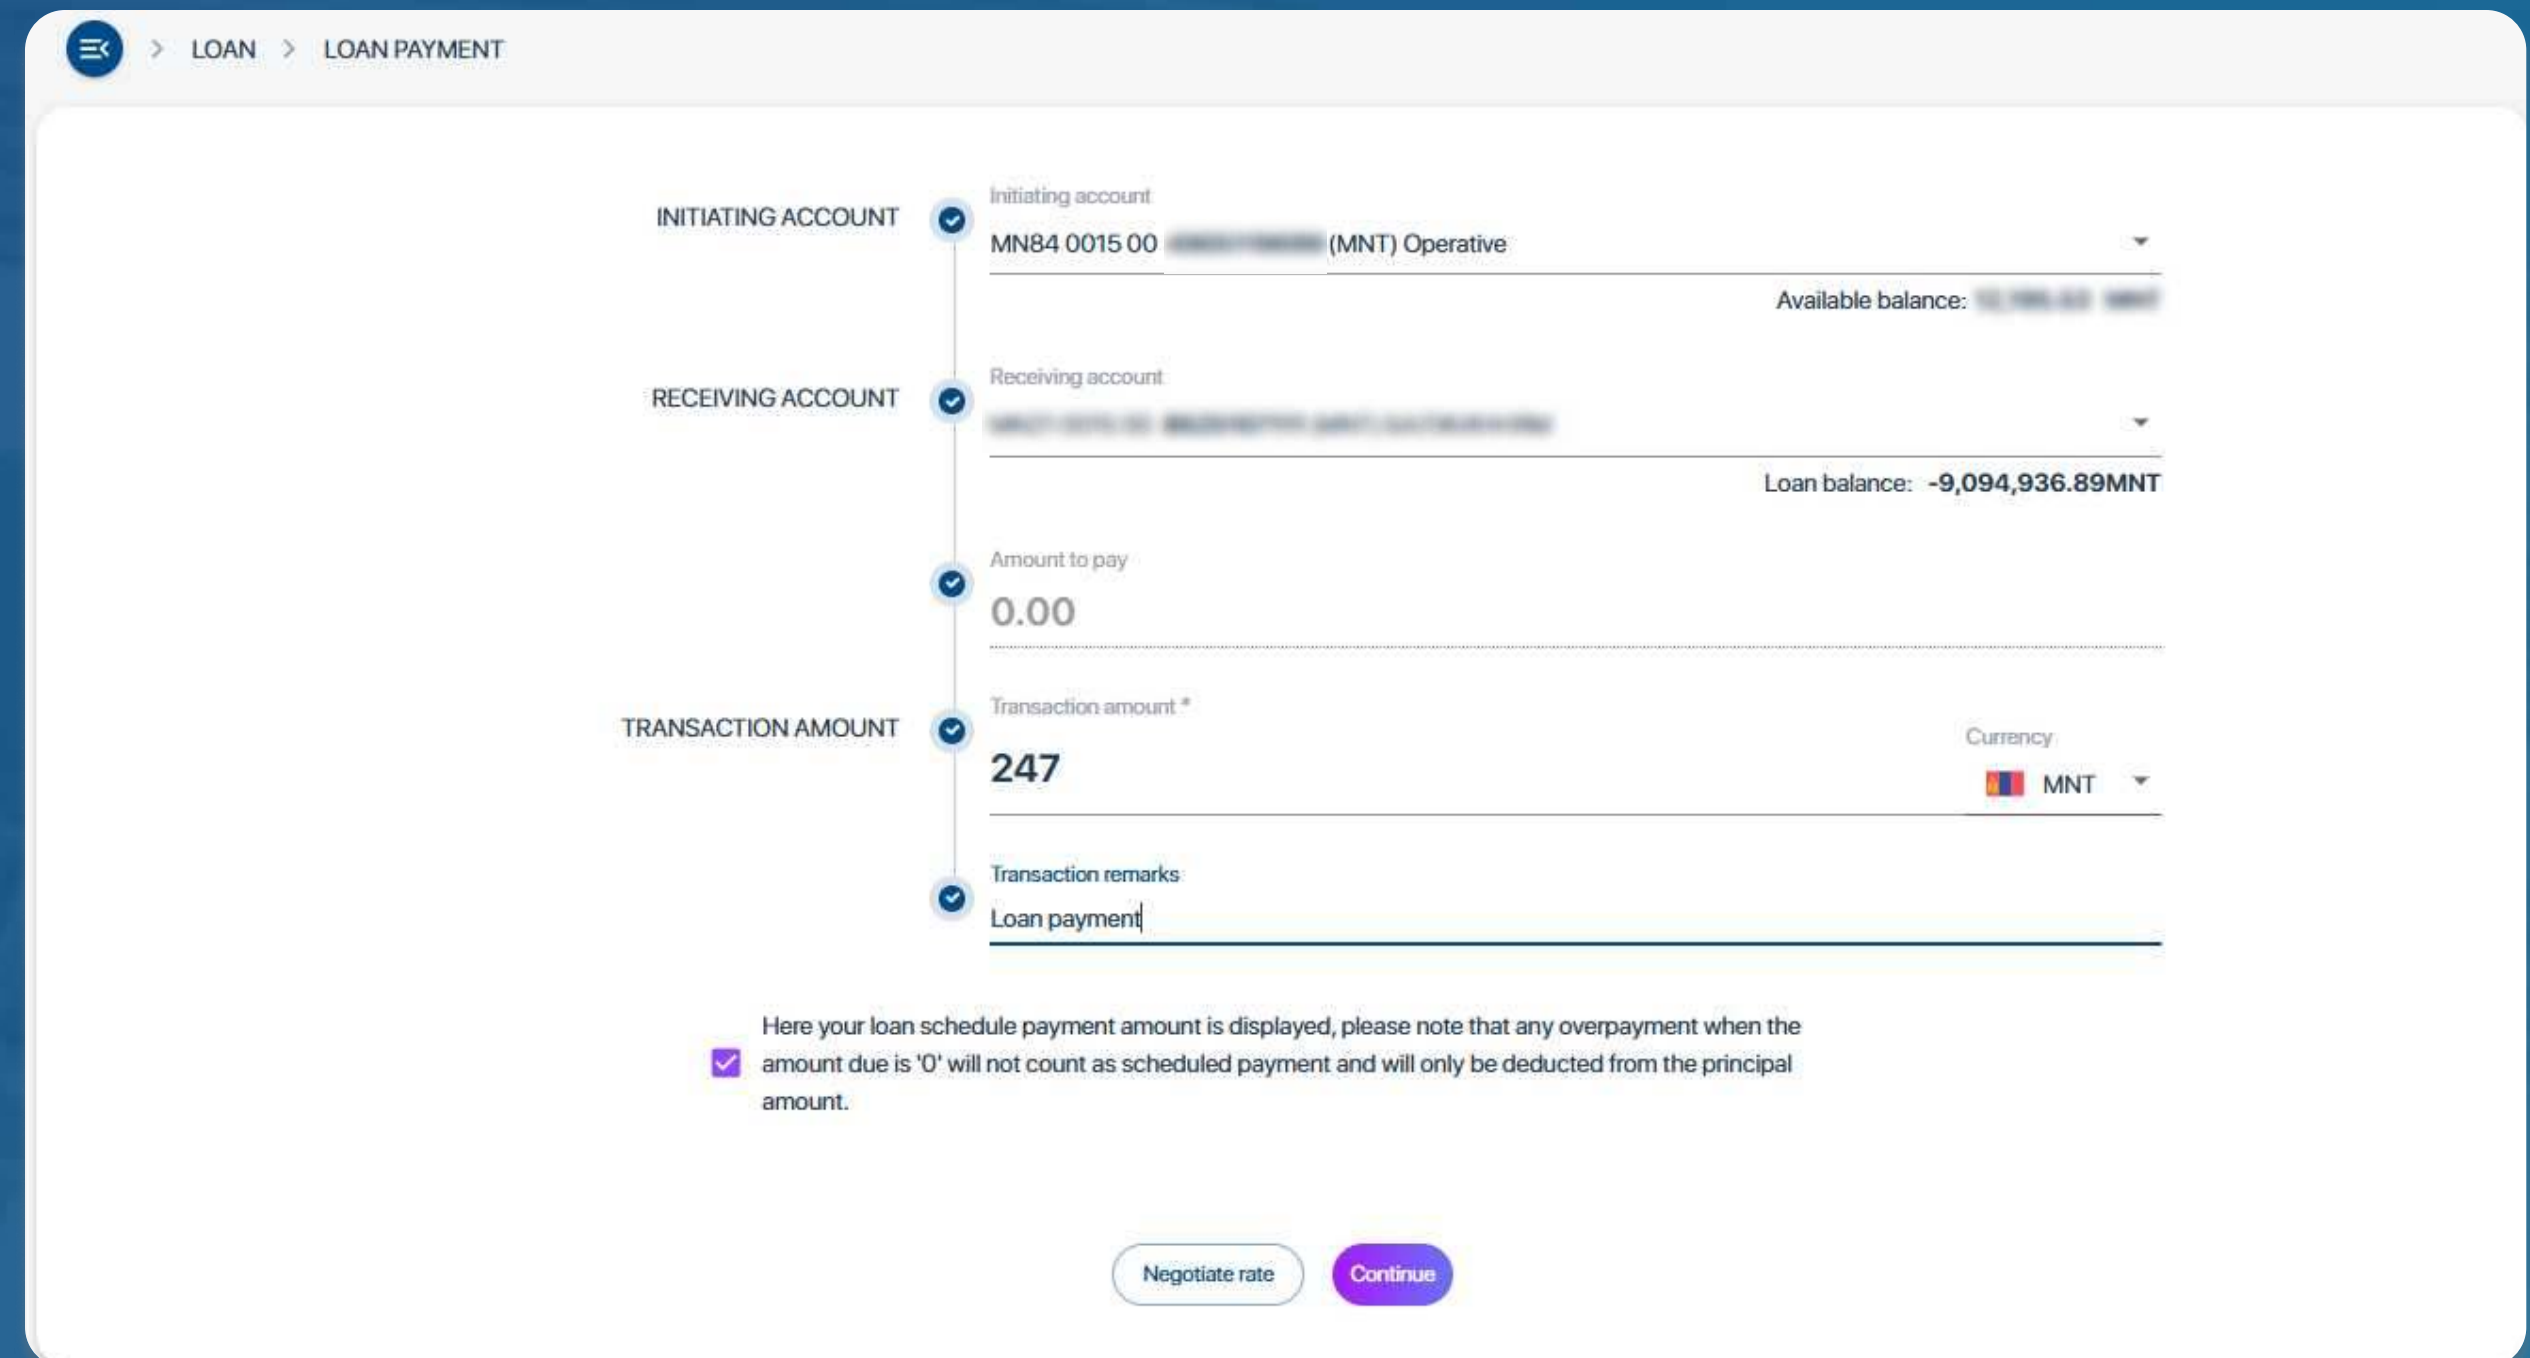 > LOAN > LOAN PAYMENT
INITIATING ACCOUNT
Initiating account
MN84 0015 00 (MNT) Operative
Available balance:
RECEIVING ACCOUNT
Receiving account
Loan balance: -9,094,936.89MNT
Amount to pay
0.00
TRANSACTION AMOUNT
Transaction amount *
247
Currency
MNT
Transaction remarks
Loan payment
Here your loan schedule payment amount is displayed, please note that any overpayment when the
amount due is '0' will not count as scheduled payment and will only be deducted from the principal
amount.
Negotiate rate
Continue